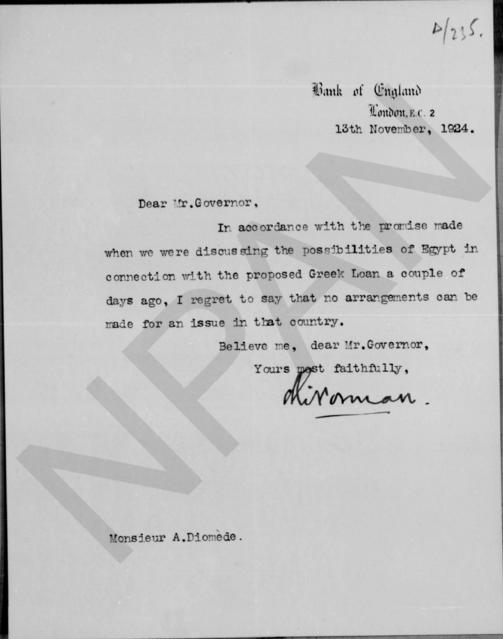 D/235.
Bank of England
London, E.C. 2
13th November, 1924.
Dear Mr.Governor,
In accordance with the promise made
when we were discussing the possibilities of Egypt in
connection with the proposed Greek Loan a couple of
days ago, I regret to say that no arrangements can be
made for an issue in that country.
Believe me, dear Mr.Governor,
Yours most faithfully,
Norman.
Monsieur A.Diomède.
NPAN